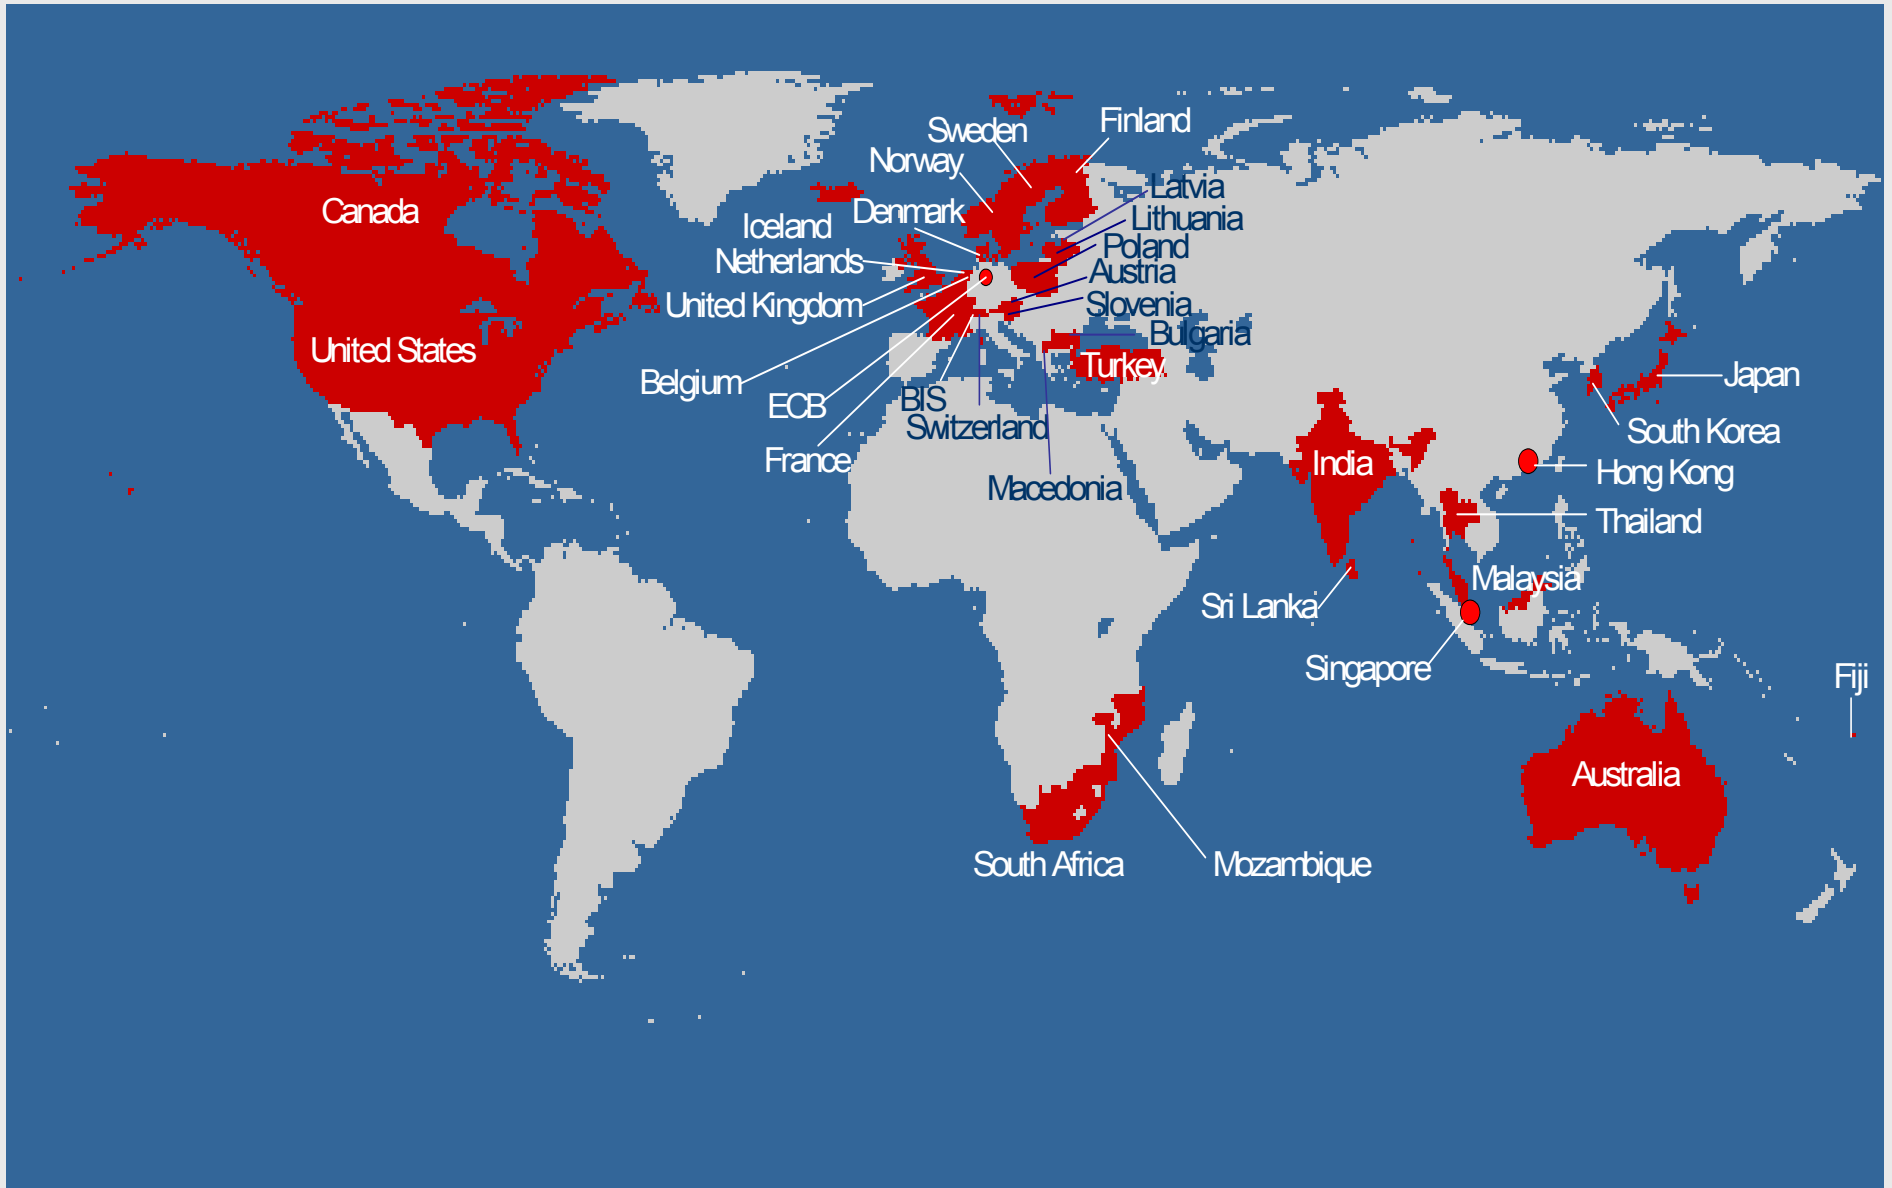 Finland
Sweden
Norway
Latvia
Canada
Denmark
Lithuania
Iceland
Poland
Netherlands
Austria
United Kingdom
Slovenia
Bulgaria
United States
Turkey
Japan
Belgium
ECB
BIS
Switzerland
South Korea
France
India
Hong Kong
Macedonia
Thailand
Malaysia
Sri Lanka
Singapore
Fiji
Australia
South Africa
Mozambique